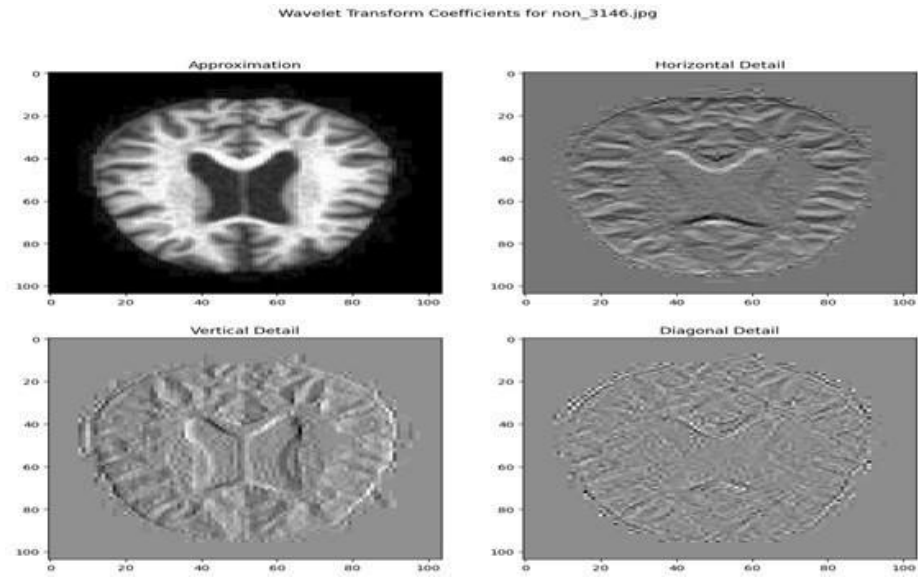 Wavelet Transform Coefficients for non_3146.jpg
Approximation
Horizontal Detail
0
20
40
60
80
100
0 20 40 60 80 100
0
20
40
60
80
100
0 20 40 60 80 100
Vertical Detail
Diagonal Detail
0
20
40
60
80
100
0 20 40 60 80 100
0
20
40
60
80
100
0 20 40 60 80 100